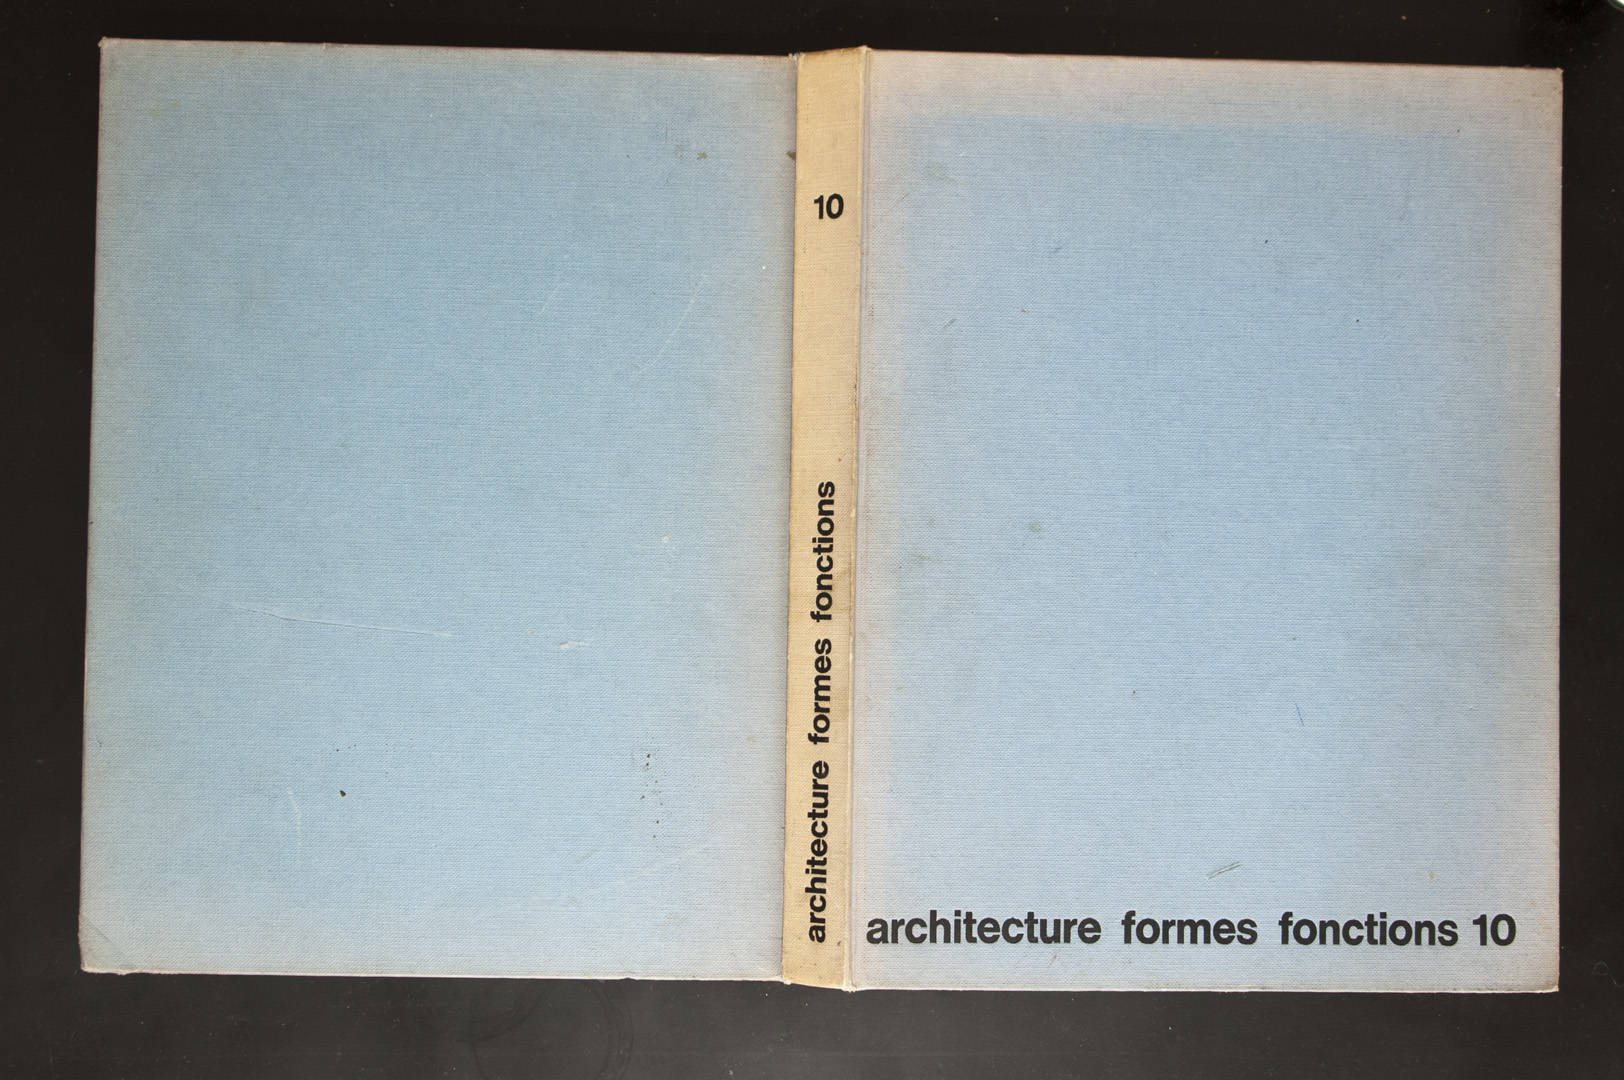 10
architecture formes fonctions
architecture formes fonctions 10